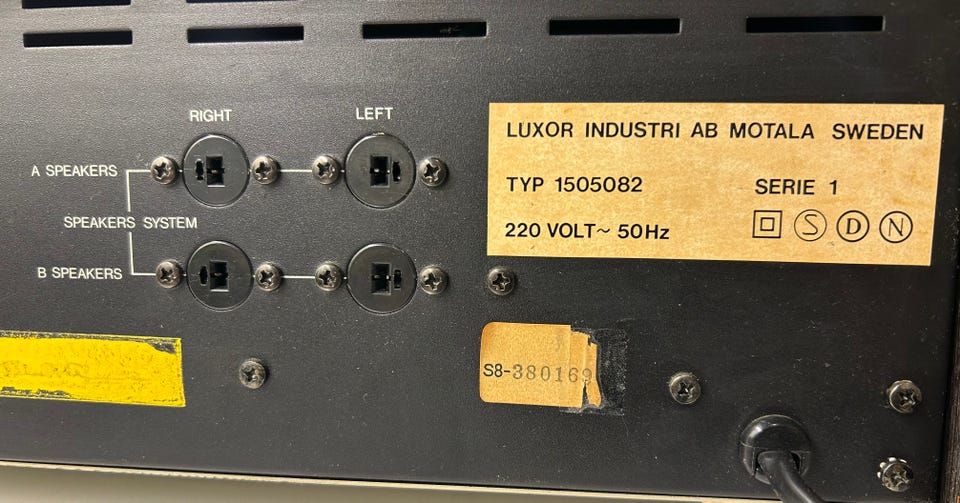 RIGHT LEFT
A SPEAKERS
SPEAKERS SYSTEM
B SPEAKERS
LUXOR INDUSTRI AB MOTALA SWEDEN
TYP 1505082 SERIE 1
220 VOLT~ 50Hz S D N
S8-380169